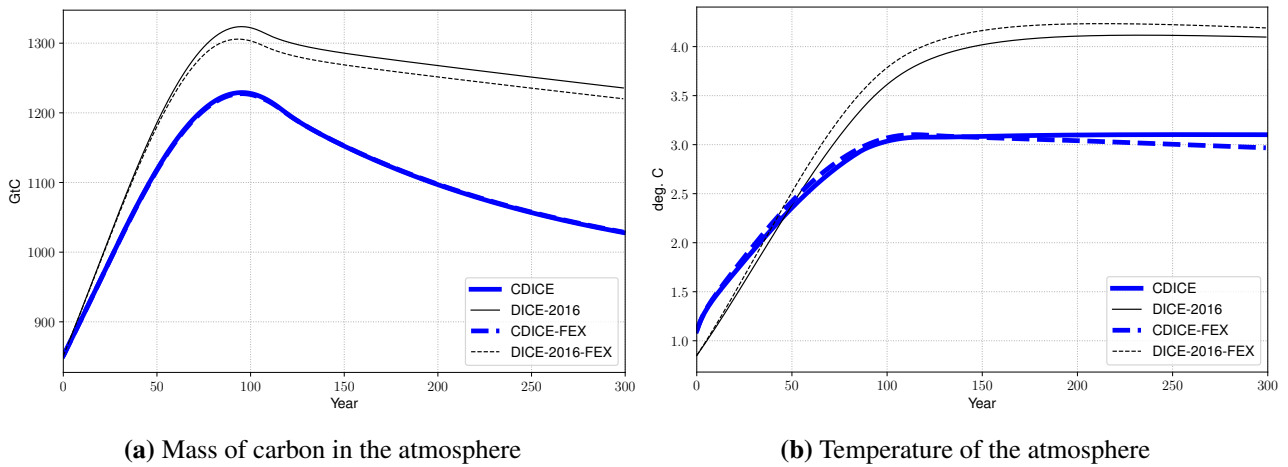 1300
1200
1100
1000
900
GtC
0
50
100
150
200
250
300
Year
CDICE
DICE-2016
CDICE-FEX
DICE-2016-FEX
4.0
3.5
3.0
2.5
2.0
1.5
1.0
deg. C
0
50
100
150
200
250
300
Year
CDICE
DICE-2016
CDICE-FEX
DICE-2016-FEX
(a) Mass of carbon in the atmosphere
(b) Temperature of the atmosphere